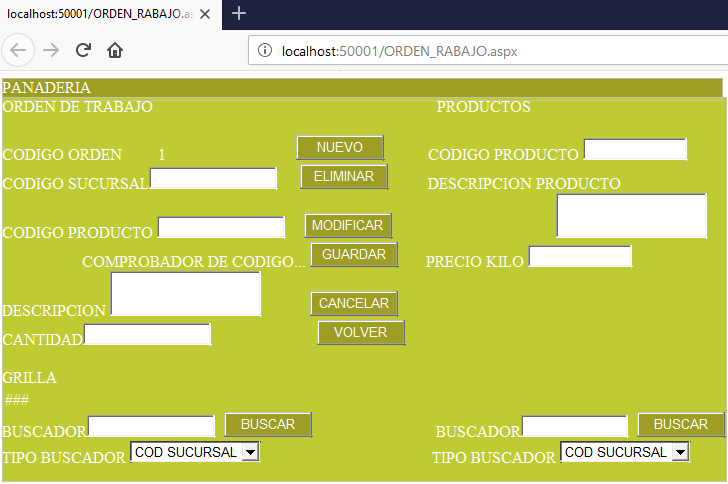 localhost:50001/ORDEN_RABAJO.as
localhost:50001/ORDEN_RABAJO.aspx
PANADERIA
ORDEN DE TRABAJO
PRODUCTOS
CODIGO ORDEN 1
NUEVO
CODIGO PRODUCTO
CODIGO SUCURSAL
ELIMINAR
DESCRIPCION PRODUCTO
CODIGO PRODUCTO
MODIFICAR
COMPROBADOR DE CODIGO...
GUARDAR
PRECIO KILO
DESCRIPCION
CANCELAR
CANTIDAD
VOLVER
GRILLA
###
BUSCADOR
BUSCAR
BUSCADOR
BUSCAR
TIPO BUSCADOR
COD SUCURSAL
TIPO BUSCADOR
COD SUCURSAL